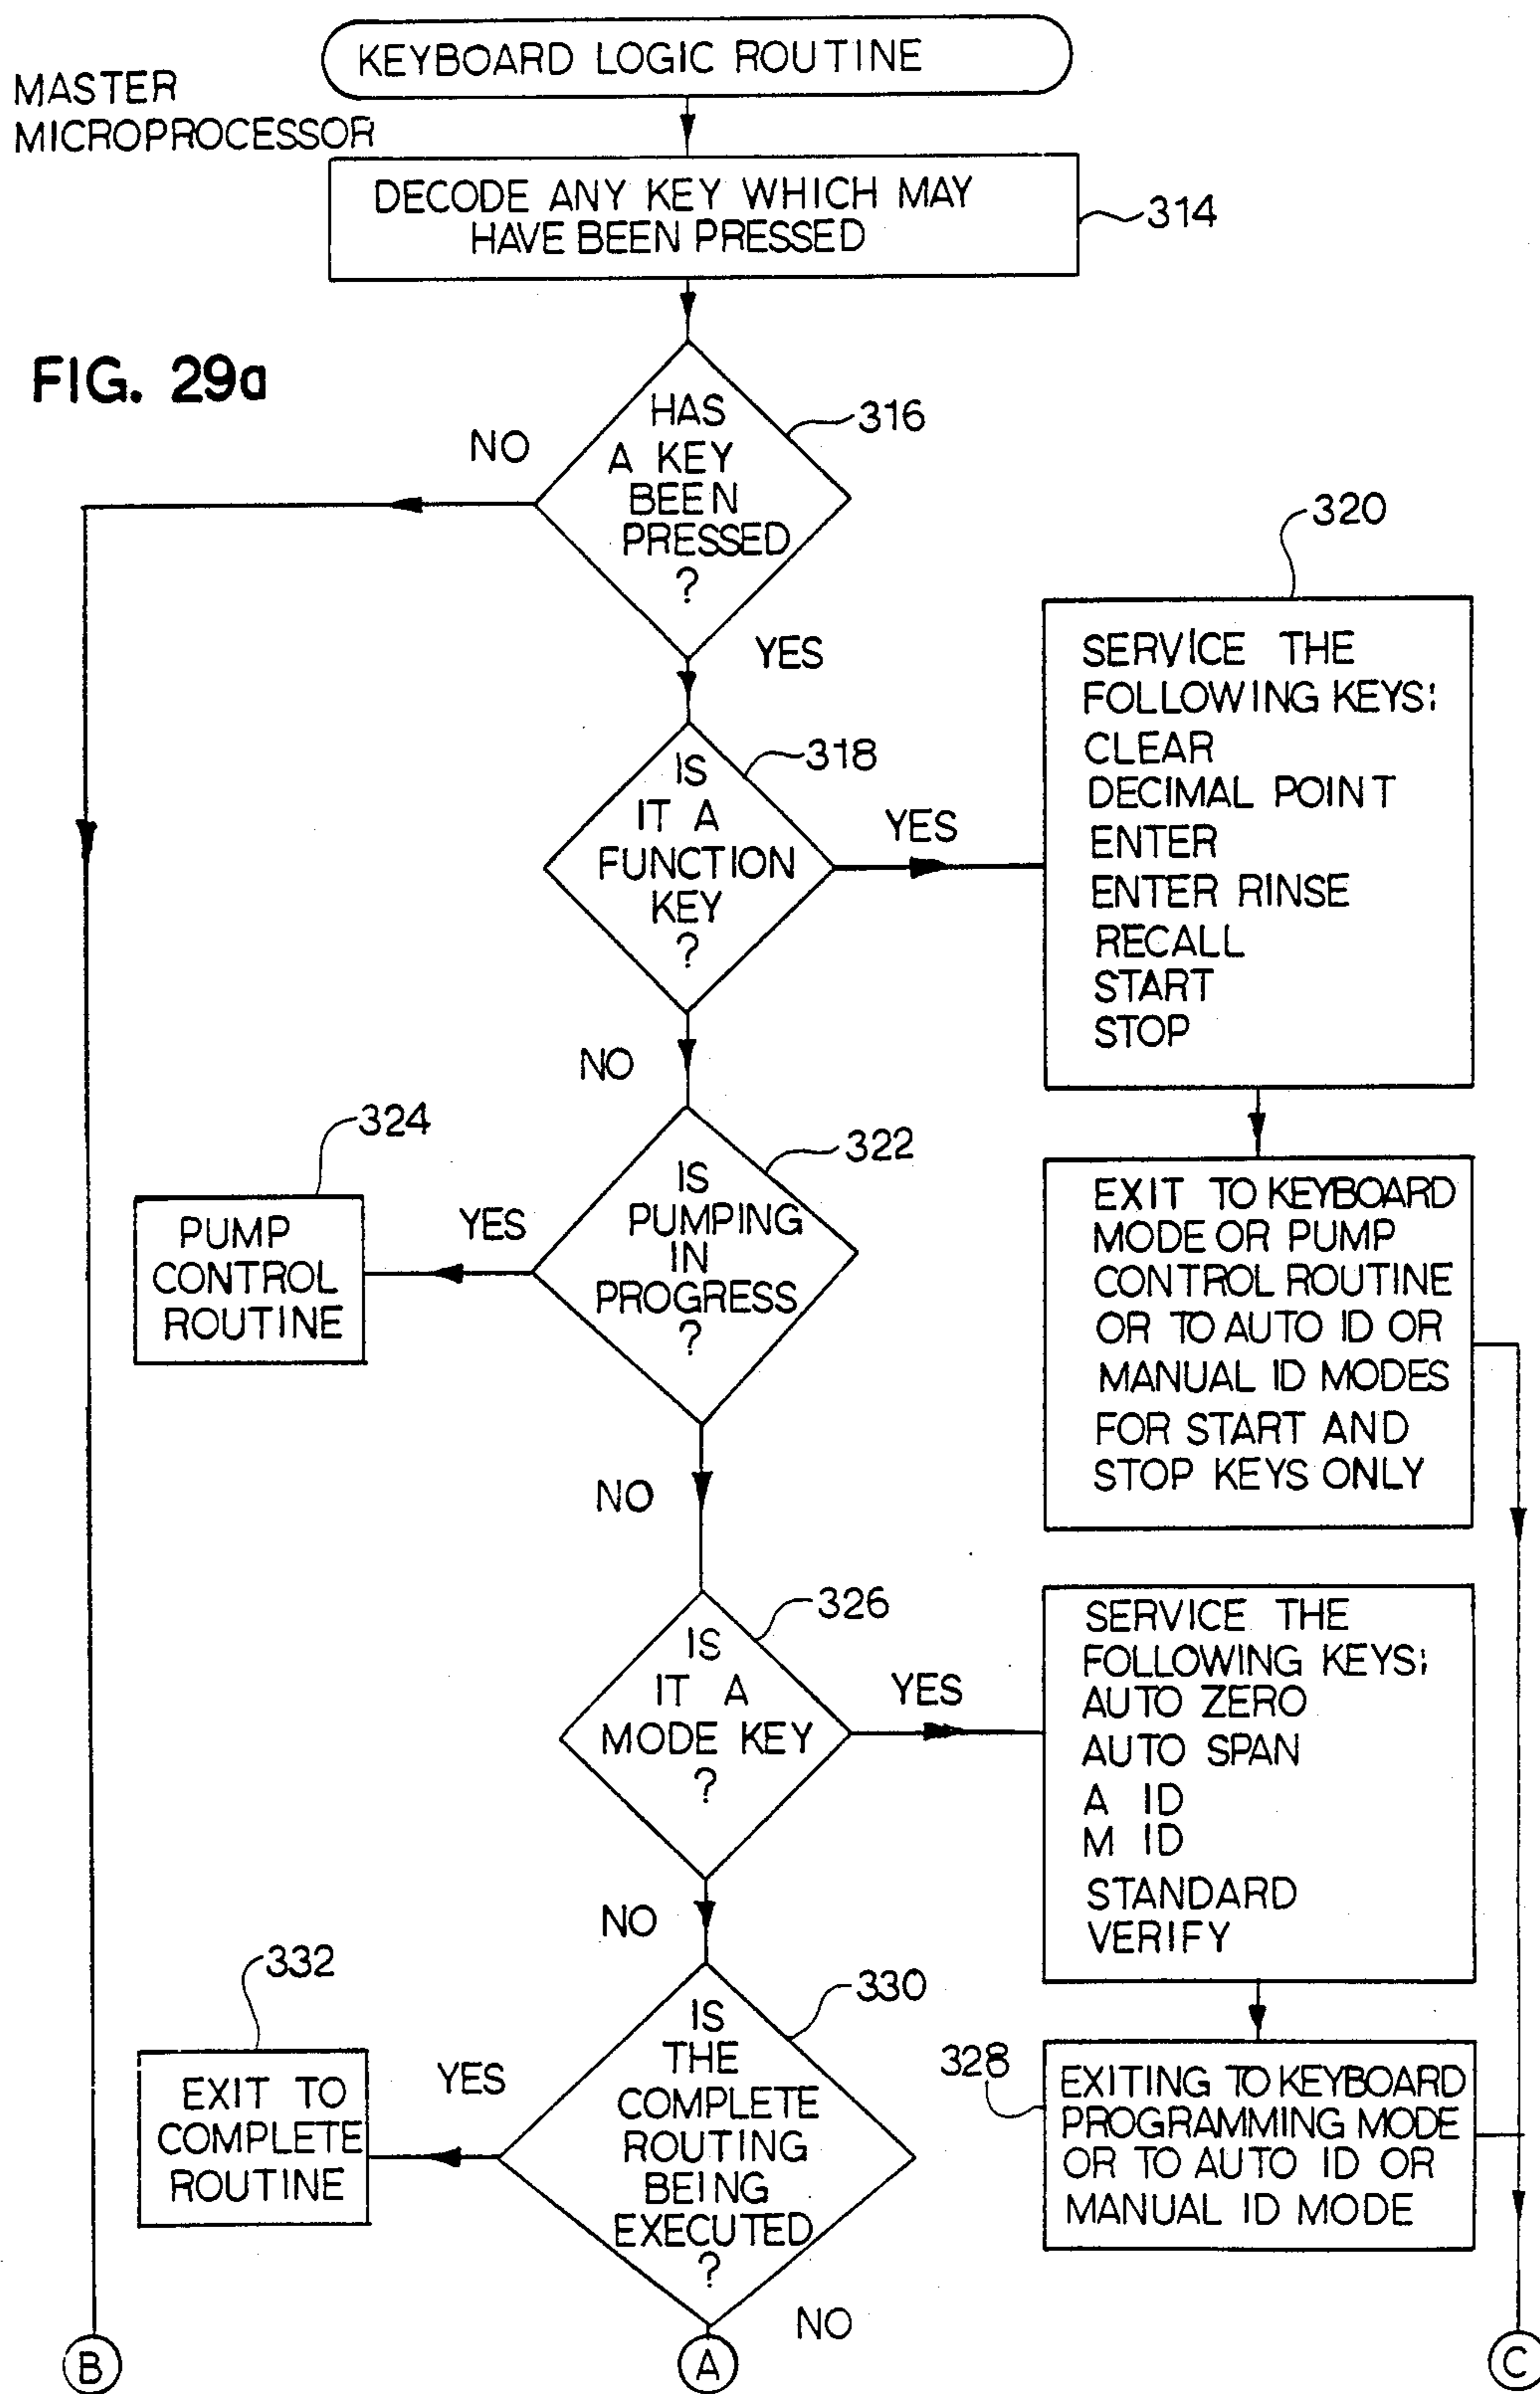 KEYBOARD LOGIC ROUTINE
MASTER
MICROPROCESSOR
DECODE ANY KEY WHICH MAY
HAVE BEEN PRESSED
314
FIG. 29a
HAS
A KEY
BEEN
PRESSED
?
316
NO
YES
320
SERVICE THE
FOLLOWING KEYS:
CLEAR
DECIMAL POINT
ENTER
ENTER RINSE
RECALL
START
STOP
IS
IT A
FUNCTION
KEY
?
318
YES
NO
324
PUMP
CONTROL
ROUTINE
YES
IS
PUMPING
IN
PROGRESS
?
322
NO
EXIT TO KEYBOARD
MODE OR PUMP
CONTROL ROUTINE
OR TO AUTO ID OR
MANUAL ID MODES
FOR START AND
STOP KEYS ONLY
IS
IT A
MODE KEY
?
326
YES
NO
SERVICE THE
FOLLOWING KEYS:
AUTO ZERO
AUTO SPAN
A ID
M ID
STANDARD
VERIFY
332
EXIT TO
COMPLETE
ROUTINE
YES
IS
THE
COMPLETE
ROUTING
BEING
EXECUTED
?
330
NO
328
EXITING TO KEYBOARD
PROGRAMMING MODE
OR TO AUTO ID OR
MANUAL ID MODE
B
A
C